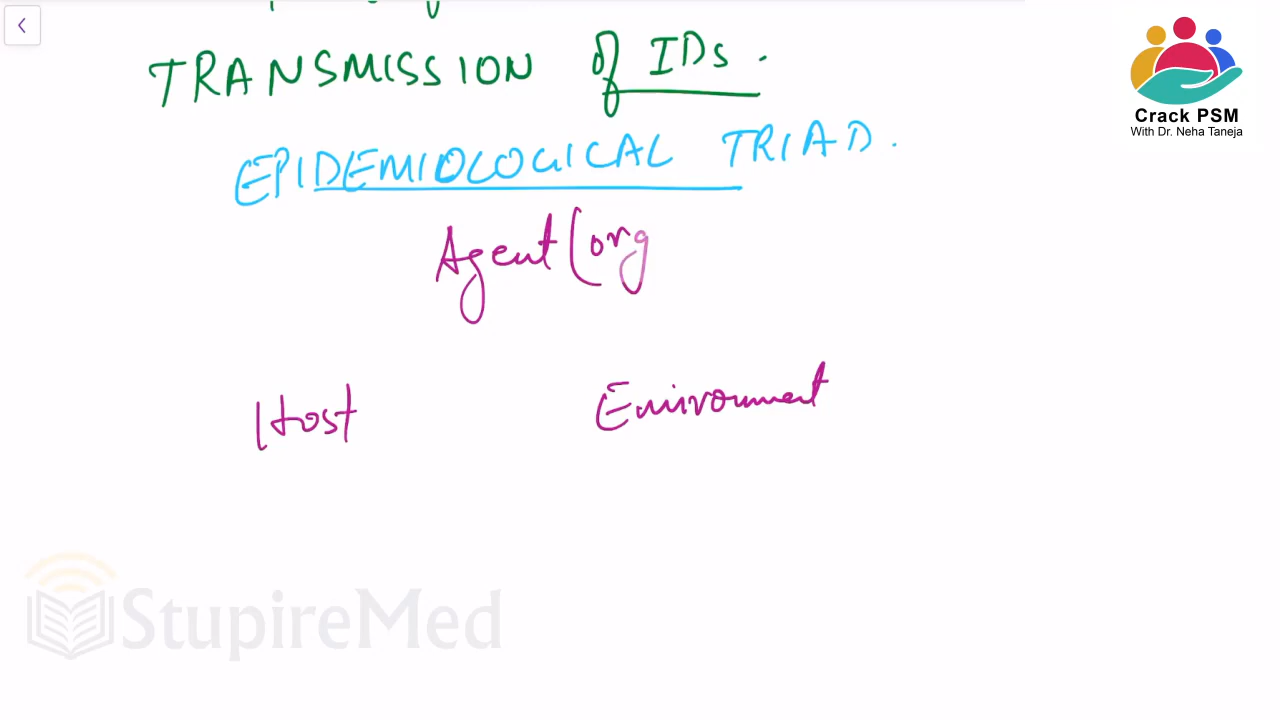 TRANSMISSION of IDs.
EPIDEMIOLOGICAL TRIAD.
Agent (org
Host
Environment
Crack PSM
With Dr. Neha Taneja
StupireMed